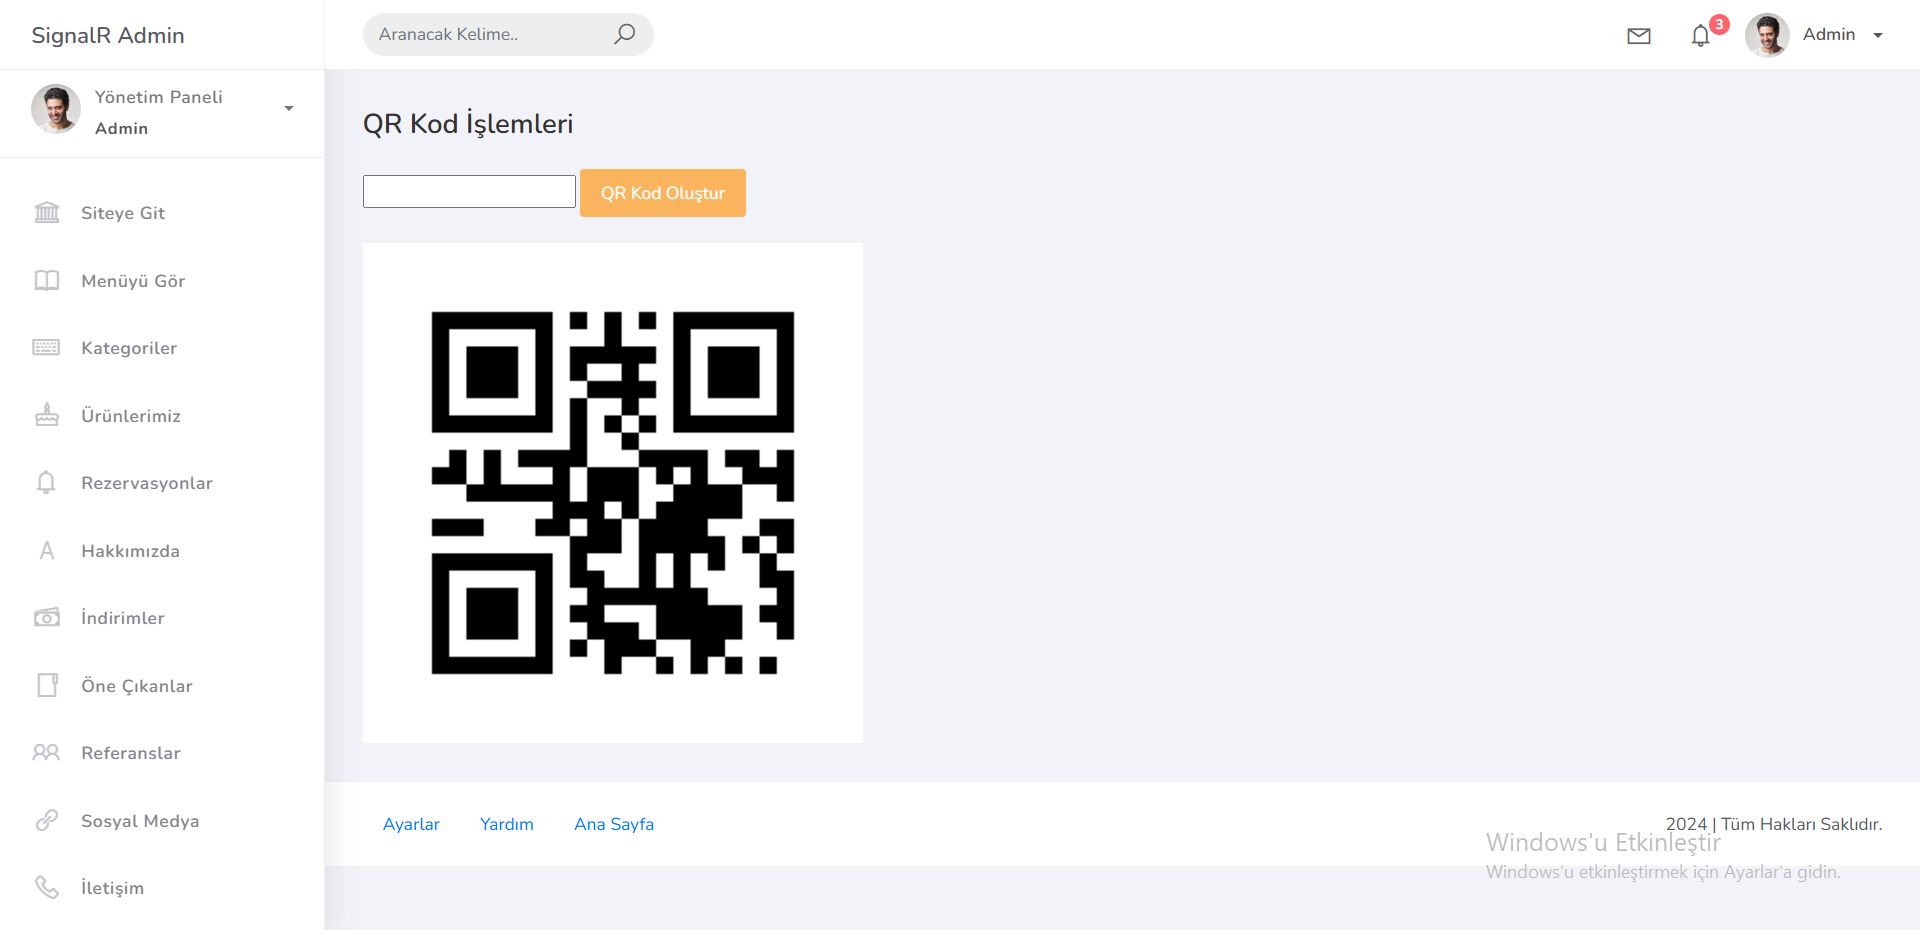 SignalR Admin
Aranacak Kelime..
3
Admin
Yönetim Paneli
Admin
Siteye Git
Menüyü Gör
Kategoriler
Ürünlerimiz
Rezervasyonlar
Hakkımızda
İndirimler
Öne Çıkanlar
Referanslar
Sosyal Medya
İletişim
QR Kod İşlemleri
QR Kod Oluştur
Ayarlar
Yardım
Ana Sayfa
2024 | Tüm Hakları Saklıdır.
Windows'u Etkinleştir
Windows'u etkinleştirmek için Ayarlar'a gidin.